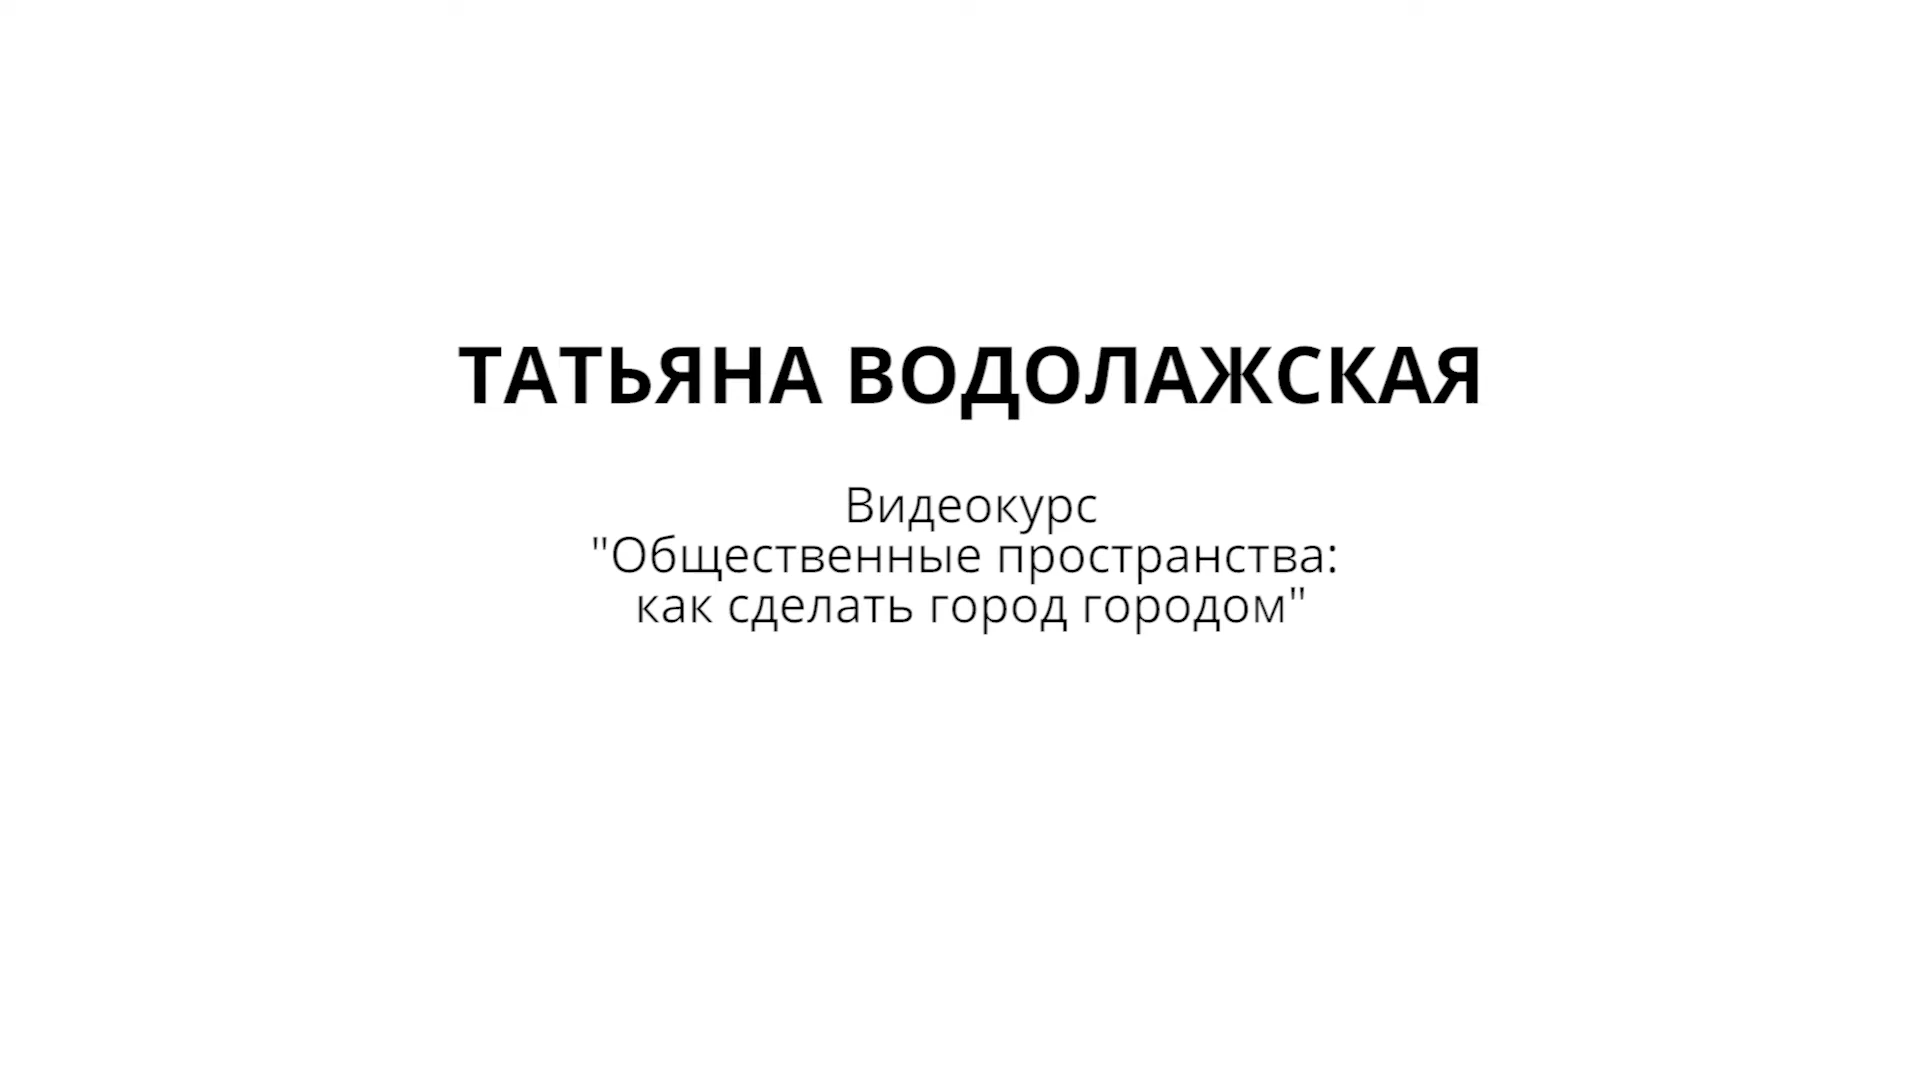 ТАТЬЯНА ВОДОЛАЖСКАЯ
Видеокурс
"Общественные пространства:
как сделать город городом"